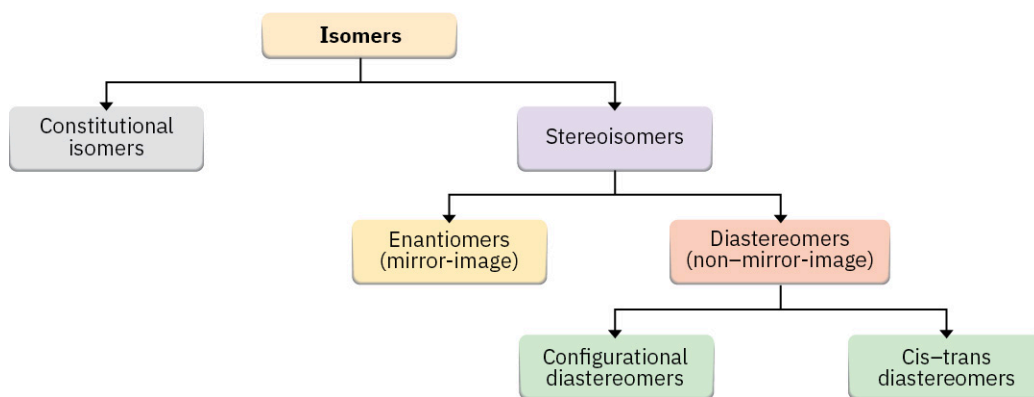 Isomers
Constitutional
isomers
Stereoisomers
Enantiomers
(mirror-image)
Diastereomers
(non–mirror-image)
Configurational
diastereomers
Cis–trans
diastereomers